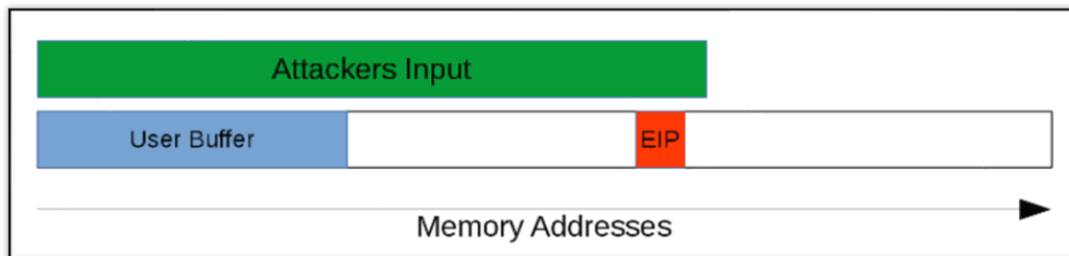 Attackers Input
User Buffer
EIP
Memory Addresses